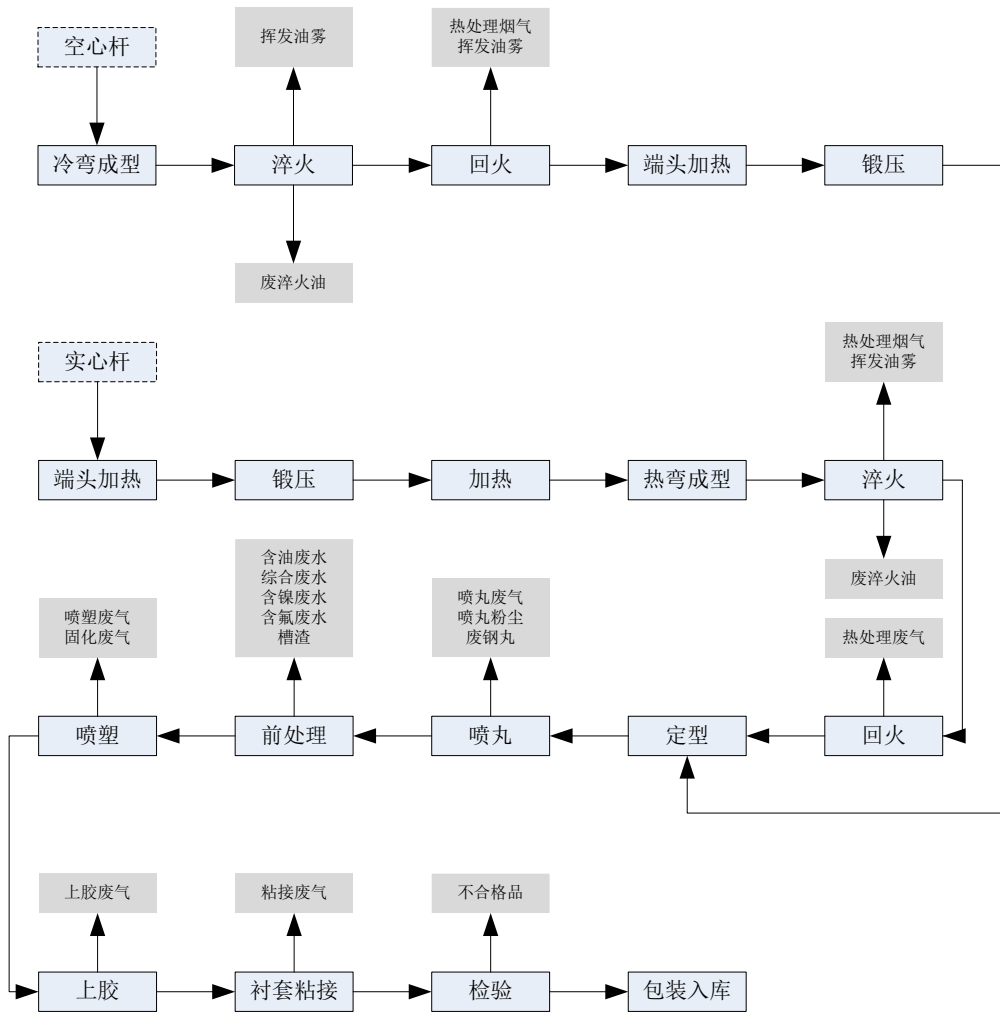 空心杆
挥发油雾
热处理烟气
挥发油雾
冷弯成型
淬火
回火
端头加热
锻压
废淬火油
实心杆
热处理烟气
挥发油雾
端头加热
锻压
加热
热弯成型
淬火
废淬火油
喷塑废气
固化废气
含油废水
综合废水
含镍废水
含氟废水
槽渣
喷丸废气
喷丸粉尘
废钢丸
热处理废气
喷塑
前处理
喷丸
定型
回火
上胶废气
粘接废气
不合格品
上胶
衬套粘接
检验
包装入库